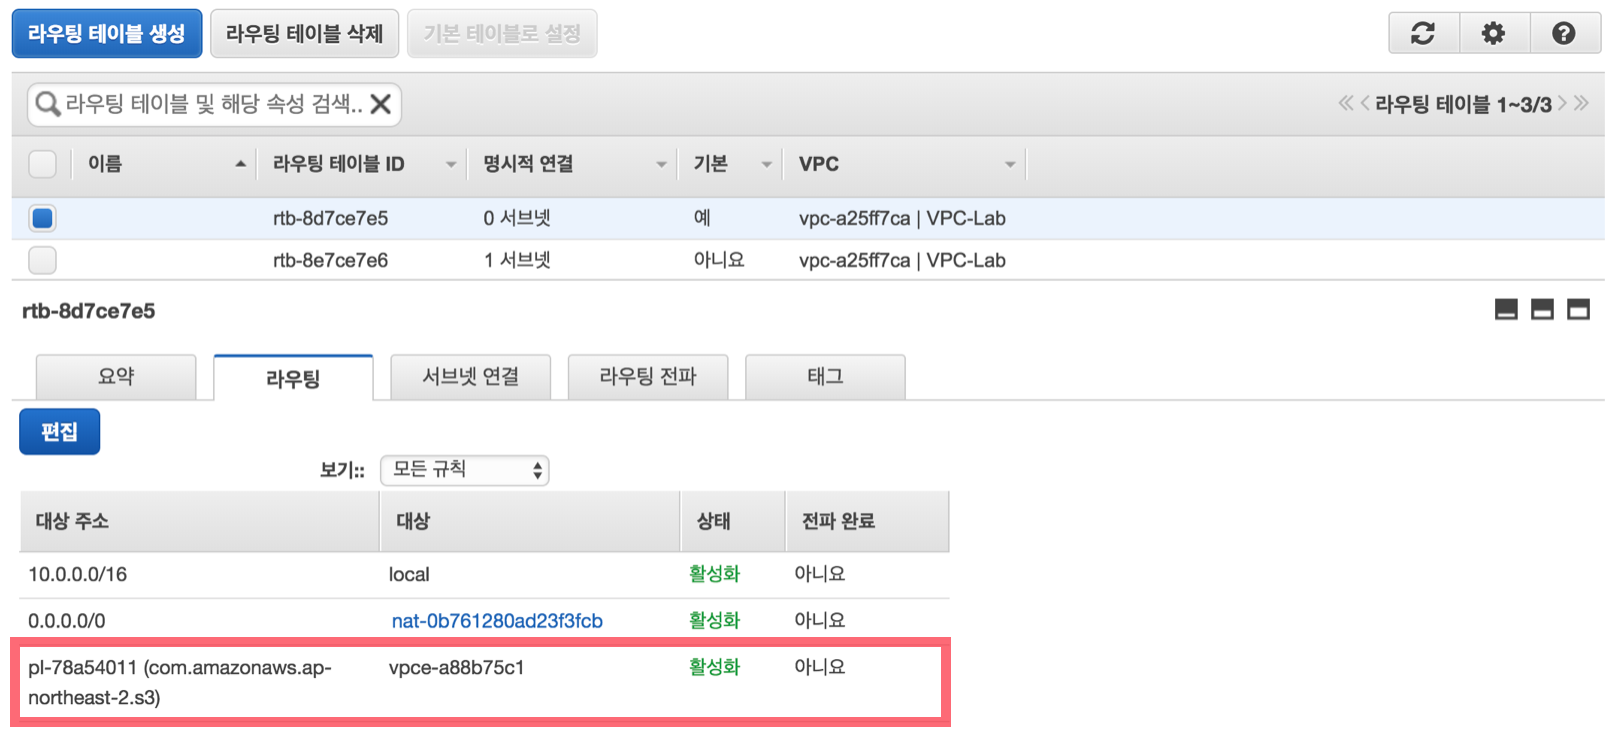 라우팅 테이블 생성 라우팅 테이블 삭제 기본 테이블로 설정
라우팅 테이블 및 해당 속성 검색.. 라우팅 테이블 1~3/3
이름 라우팅 테이블 ID 명시적 연결 기본 VPC
rtb-8d7ce7e5 0 서브넷 예 vpc-a25ff7ca | VPC-Lab
rtb-8e7ce7e6 1 서브넷 아니요 vpc-a25ff7ca | VPC-Lab
rtb-8d7ce7e5
요약 라우팅 서브넷 연결 라우팅 전파 태그
편집
보기:: 모든 규칙
대상 주소 대상 상태 전파 완료
10.0.0.0/16 local 활성화 아니요
0.0.0.0/0 nat-0b761280ad23f3fcb 활성화 아니요
pl-78a54011 (com.amazonaws.ap- vpce-a88b75c1 활성화 아니요
northeast-2.s3)